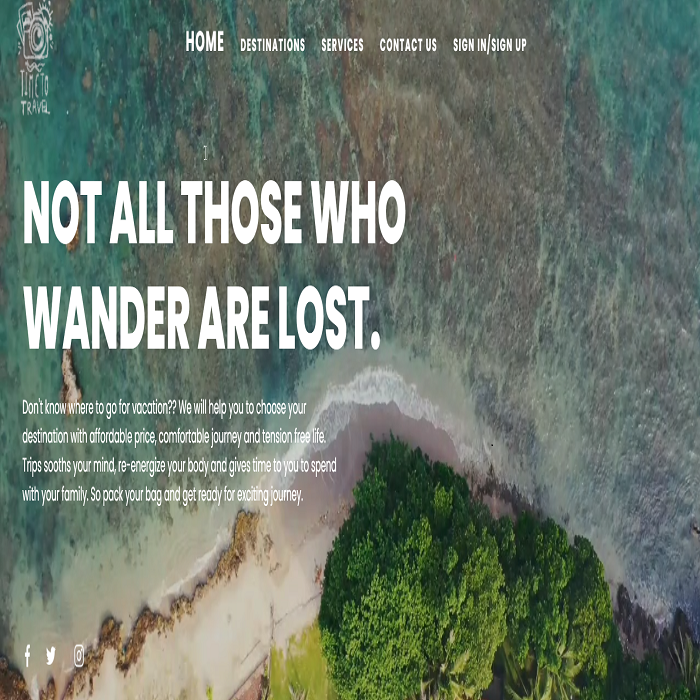 TIME TO
TRAVEL
HOME DESTINATIONS SERVICES CONTACT US SIGN IN/SIGN UP
NOT ALL THOSE WHO
WANDER ARE LOST.
Don't know where to go for vacation?? We will help you to choose your
destination with affordable price, comfortable journey and tension free life.
Trips sooths your mind, re-energize your body and gives time to you to spend
with your family. So pack your bag and get ready for exciting journey.